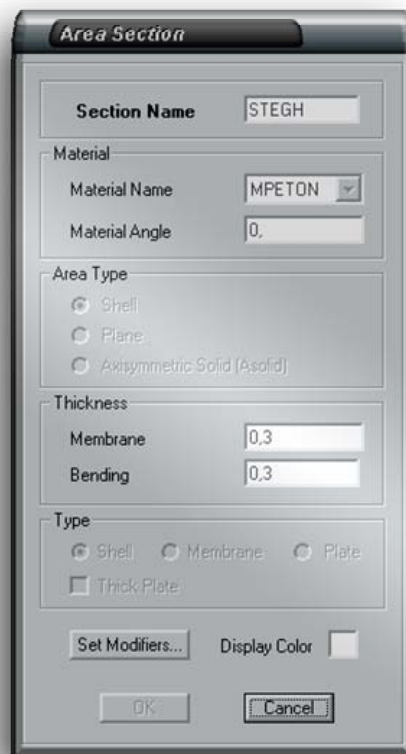 Area Section
Section Name STEGH
Material
Material Name MPETON
Material Angle 0,
Area Type
Shell
Plane
Axisymmetric Solid (Asolid)
Thickness
Membrane 0,3
Bending 0,3
Type
Shell Membrane Plate
Thick Plate
Set Modifiers... Display Color
OK Cancel